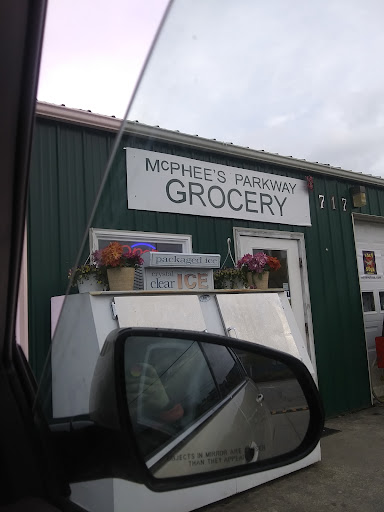 McPHEE'S PARKWAY
GROCERY
717
packaged ice
crystal
clear ICE
OBJECTS IN MIRROR ARE
THAN THEY APPEAR